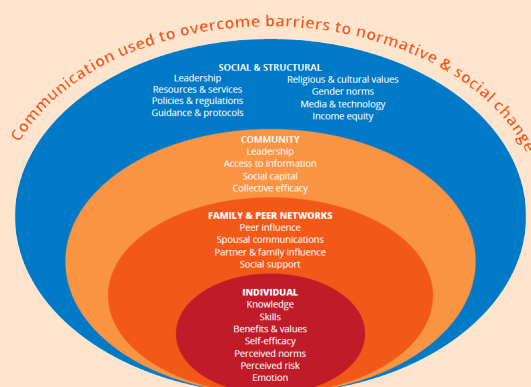 Communication used to overcome barriers to normative & social change
SOCIAL & STRUCTURAL
Leadership
Resources & services
Policies & regulations
Guidance & protocols
Religious & cultural values
Gender norms
Media & technology
Income equity
COMMUNITY
Leadership
Access to information
Social capital
Collective efficacy
FAMILY & PEER NETWORKS
Peer influence
Spousal communications
Partner & family influence
Social support
INDIVIDUAL
Knowledge
Skills
Benefits & values
Self-efficacy
Perceived norms
Perceived risk
Emotion